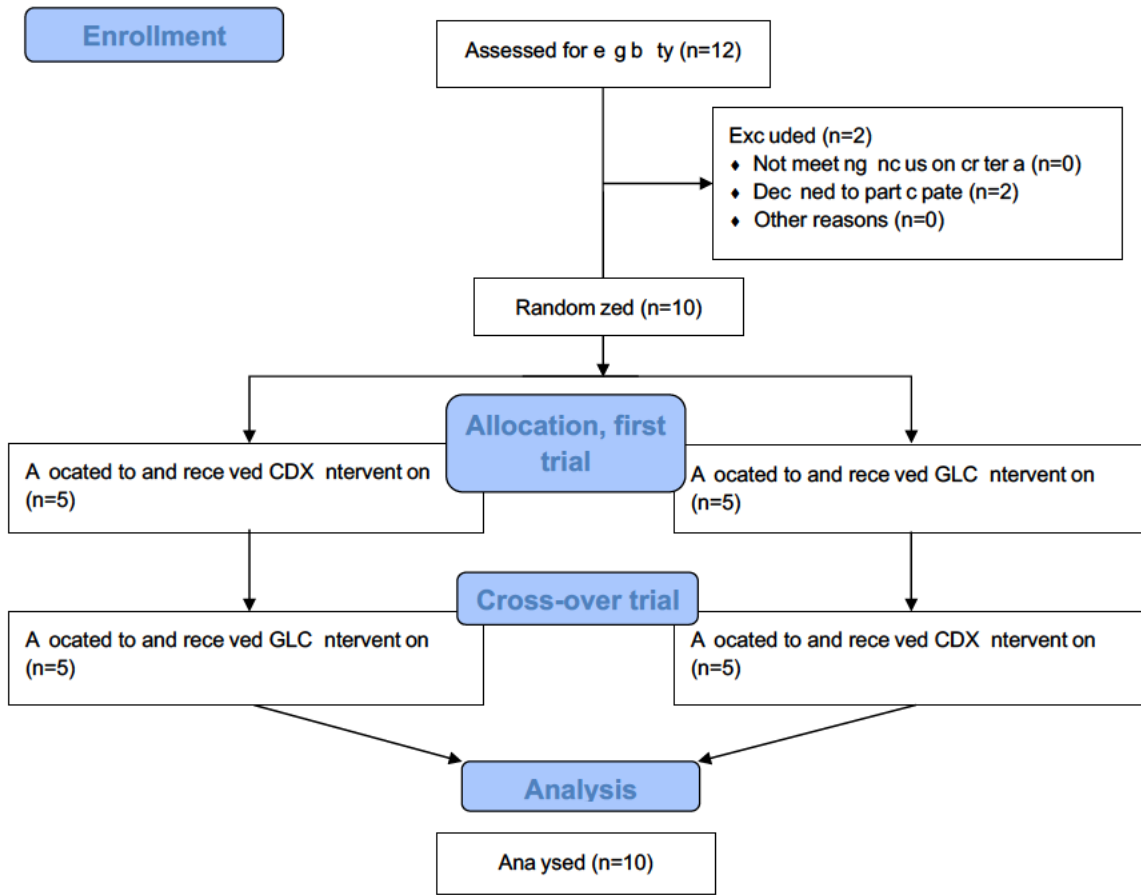 Enrollment
Assessed for e g b ty (n=12)
Exc uded (n=2)
♦ Not meet ng nc us on cr ter a (n=0)
♦ Dec ned to part c pate (n=2)
♦ Other reasons (n=0)
Random zed (n=10)
Allocation, first
trial
A ocated to and rece ved CDX ntervent on
(n=5)
A ocated to and rece ved GLC ntervent on
(n=5)
Cross-over trial
A ocated to and rece ved GLC ntervent on
(n=5)
A ocated to and rece ved CDX ntervent on
(n=5)
Analysis
Ana ysed (n=10)